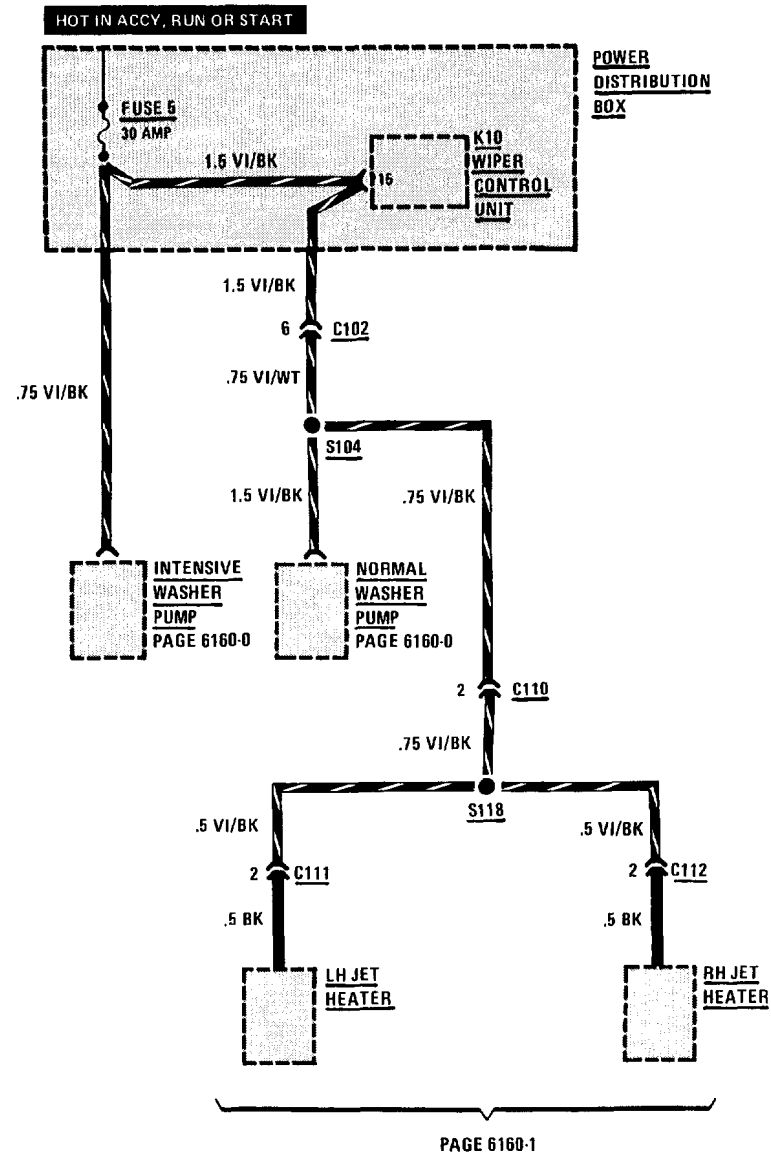 HOT IN ACCY, RUN OR START
POWER
DISTRIBUTION
BOX
FUSE 5
30 AMP
1.5 VI/BK
K10
WIPER
CONTROL
UNIT
15
1.5 VI/BK
6
C102
.75 VI/BK
.75 VI/WT
S104
1.5 VI/BK
.75 VI/BK
INTENSIVE
WASHER
PUMP
PAGE 6160-0
NORMAL
WASHER
PUMP
PAGE 6160-0
2
C110
.75 VI/BK
S118
.5 VI/BK
.5 VI/BK
2
C111
2
C112
.5 BK
.5 BK
LH JET
HEATER
RH JET
HEATER
PAGE 6160-1